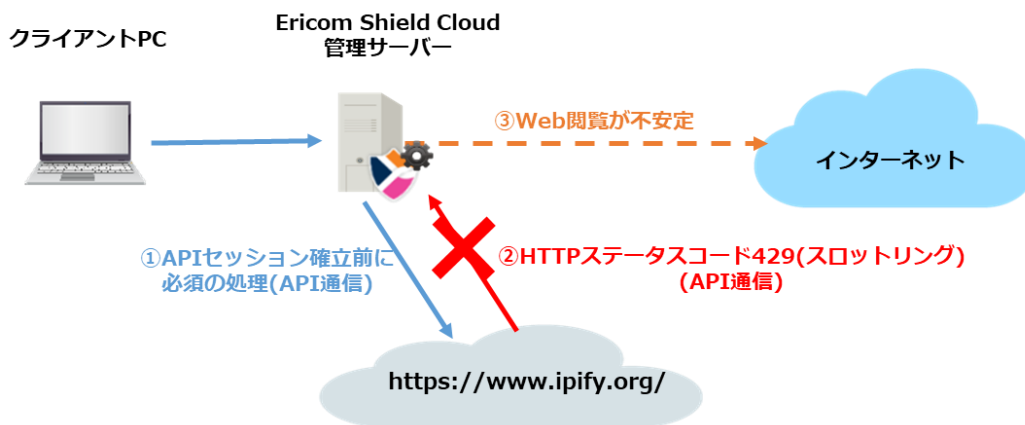 クライアントPC
Ericom Shield Cloud
管理サーバー
③Web閲覧が不安定
インターネット
①APIセッション確立前に
必須の処理(API通信)
②HTTPステータスコード429(スロットリング)
(API通信)
https://www.ipify.org/